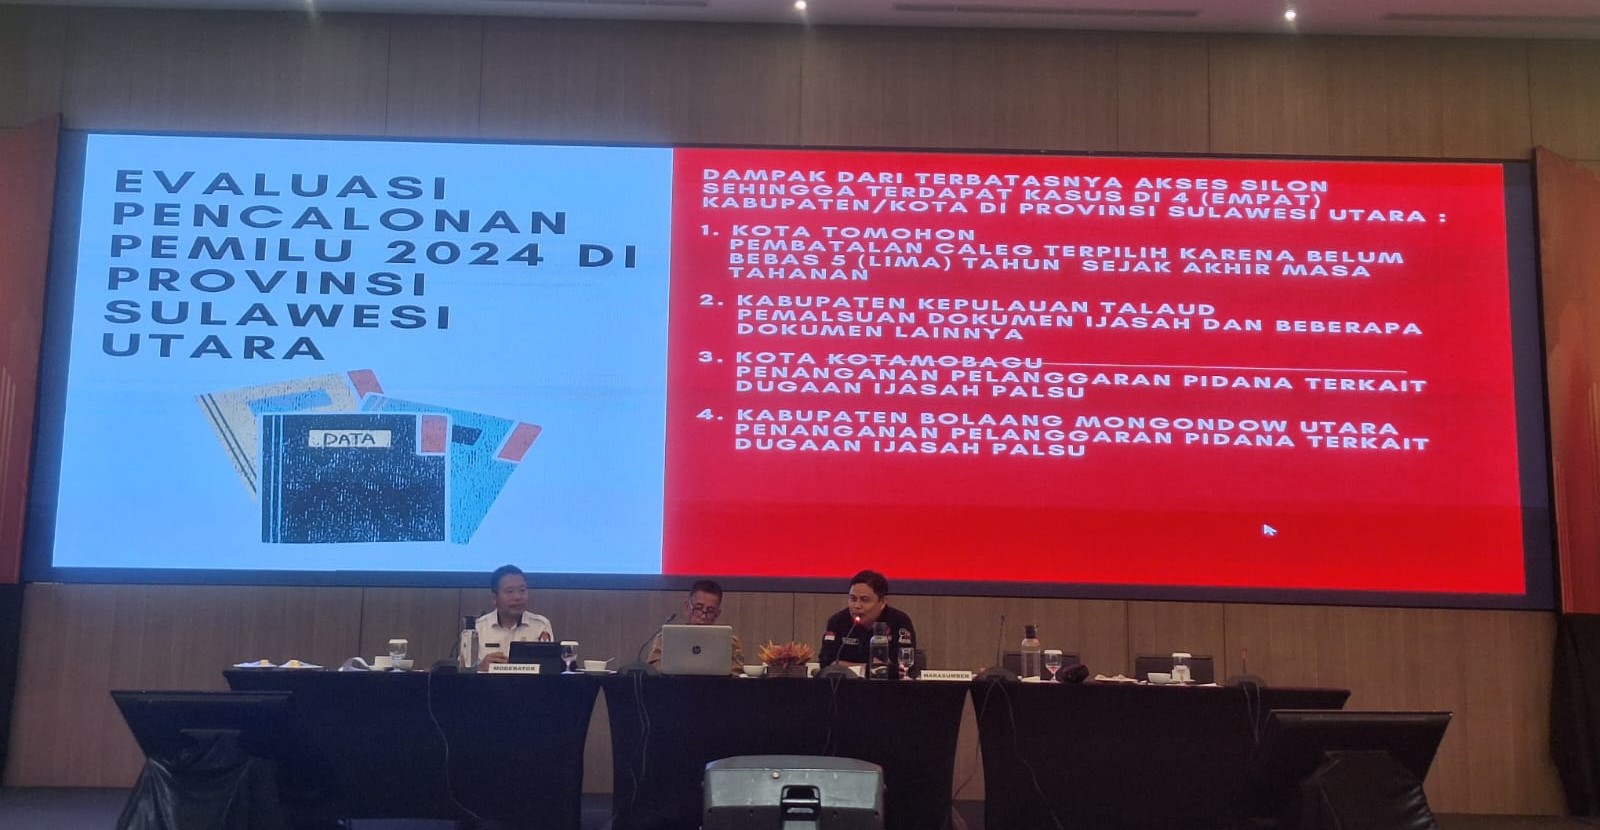 EVALUASI
PENCALONAN
PEMILU 2024 DI
PROVINSI
SULAWESI
UTARA
DATA
DAMPAK DARI TERBATASNYA AKSES SILON
SEHINGGA TERDAPAT KASUS DI 4 (EMPAT)
KABUPATEN/KOTA DI PROVINSI SULAWESI UTARA :
1. KOTA TOMOHON
PEMBATALAN CALEG TERPILIH KARENA BELUM
BEBAS 5 (LIMA) TAHUN SEJAK AKHIR MASA
TAHANAN
2. KABUPATEN KEPULAUAN TALAUD
PEMALSUAN DOKUMEN IJASAH DAN BEBERAPA
DOKUMEN LAINNYA
3. KOTA KOTAMOBAGU
PENANGANAN PELANGGARAN PIDANA TERKAIT
DUGAAN IJASAH PALSU
4. KABUPATEN BOLAANG MONGONDOW UTARA
PENANGANAN PELANGGARAN PIDANA TERKAIT
DUGAAN IJASAH PALSU
MODERATOR
NARASUMBER
hp